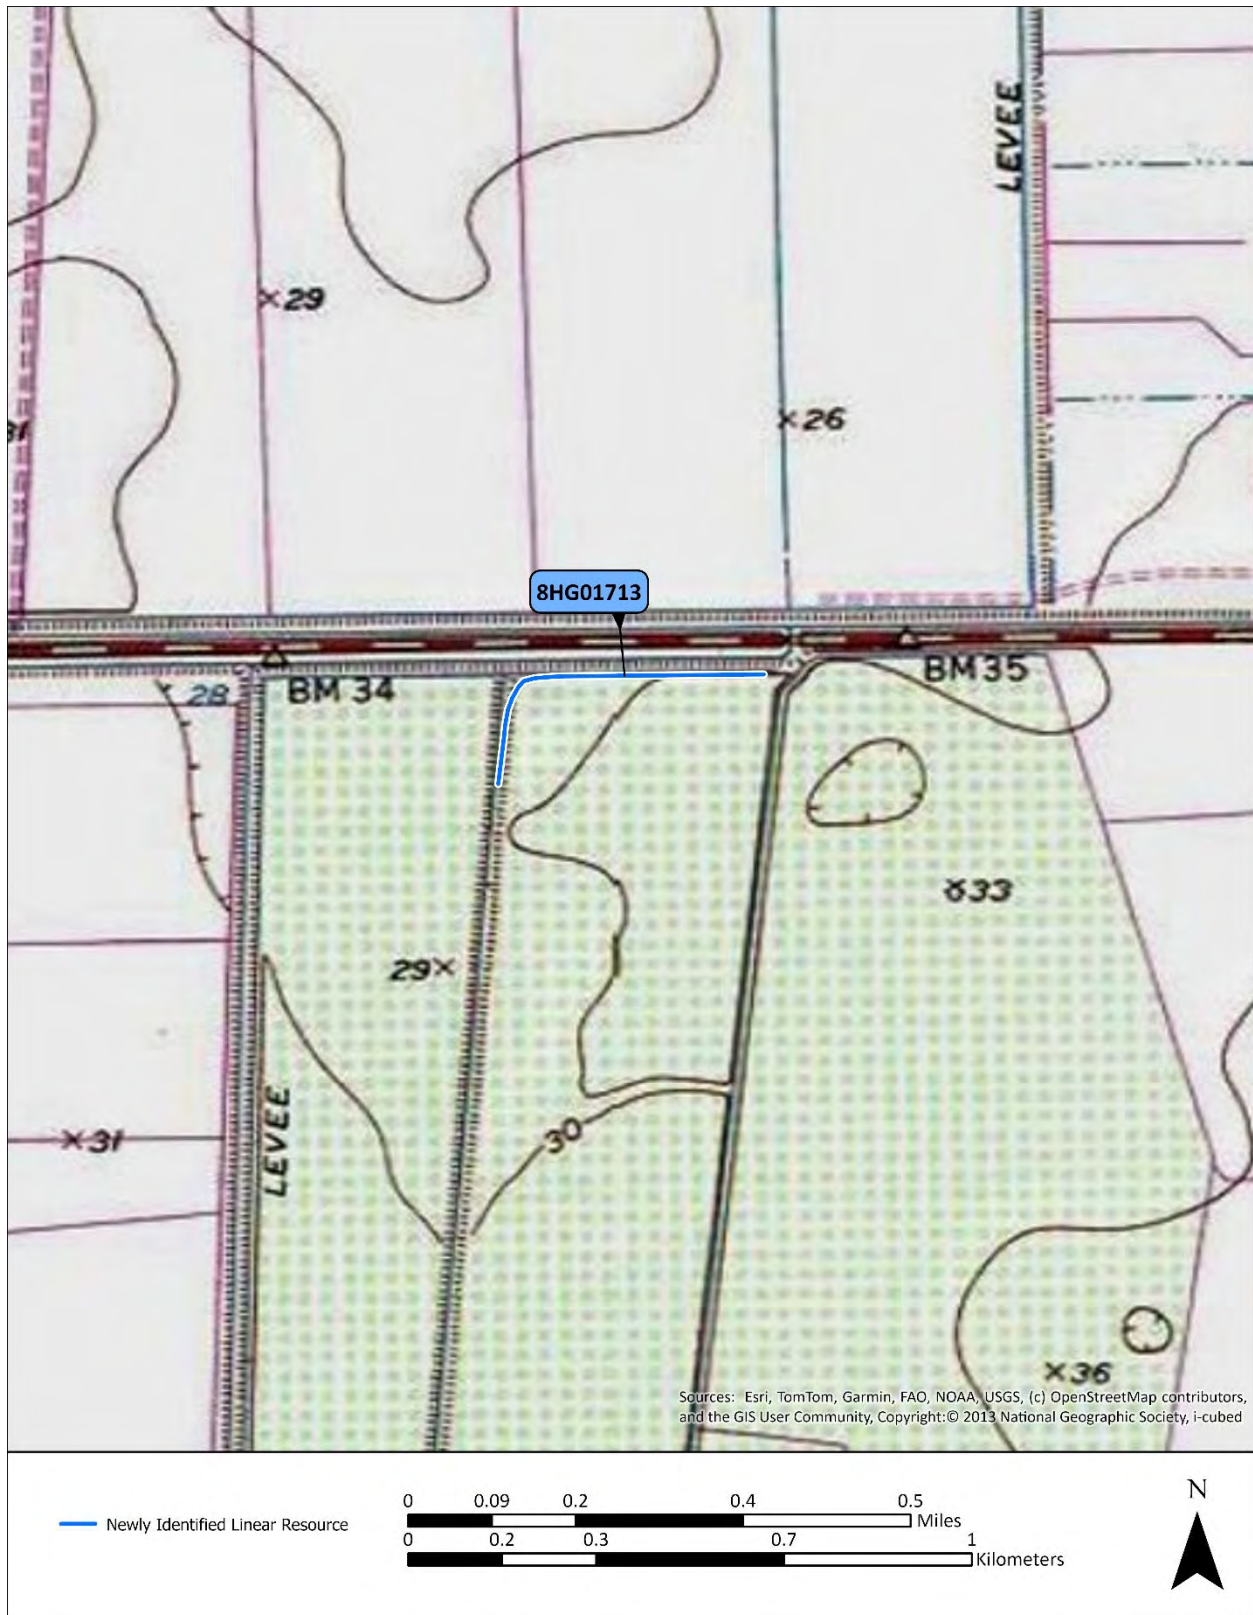 LEVEE
29
31
26
8HG01713
28
BM 34
BM35
33
29
30
31
LEVEE
36
Sources: Esri, TomTom, Garmin, FAO, NOAA, USGS, (c) OpenStreetMap contributors,
and the GIS User Community, Copyright:© 2013 National Geographic Society, i-cubed
Newly Identified Linear Resource
0 0.09 0.2 0.4 0.5
Miles
0 0.2 0.3 0.7 1
Kilometers
N